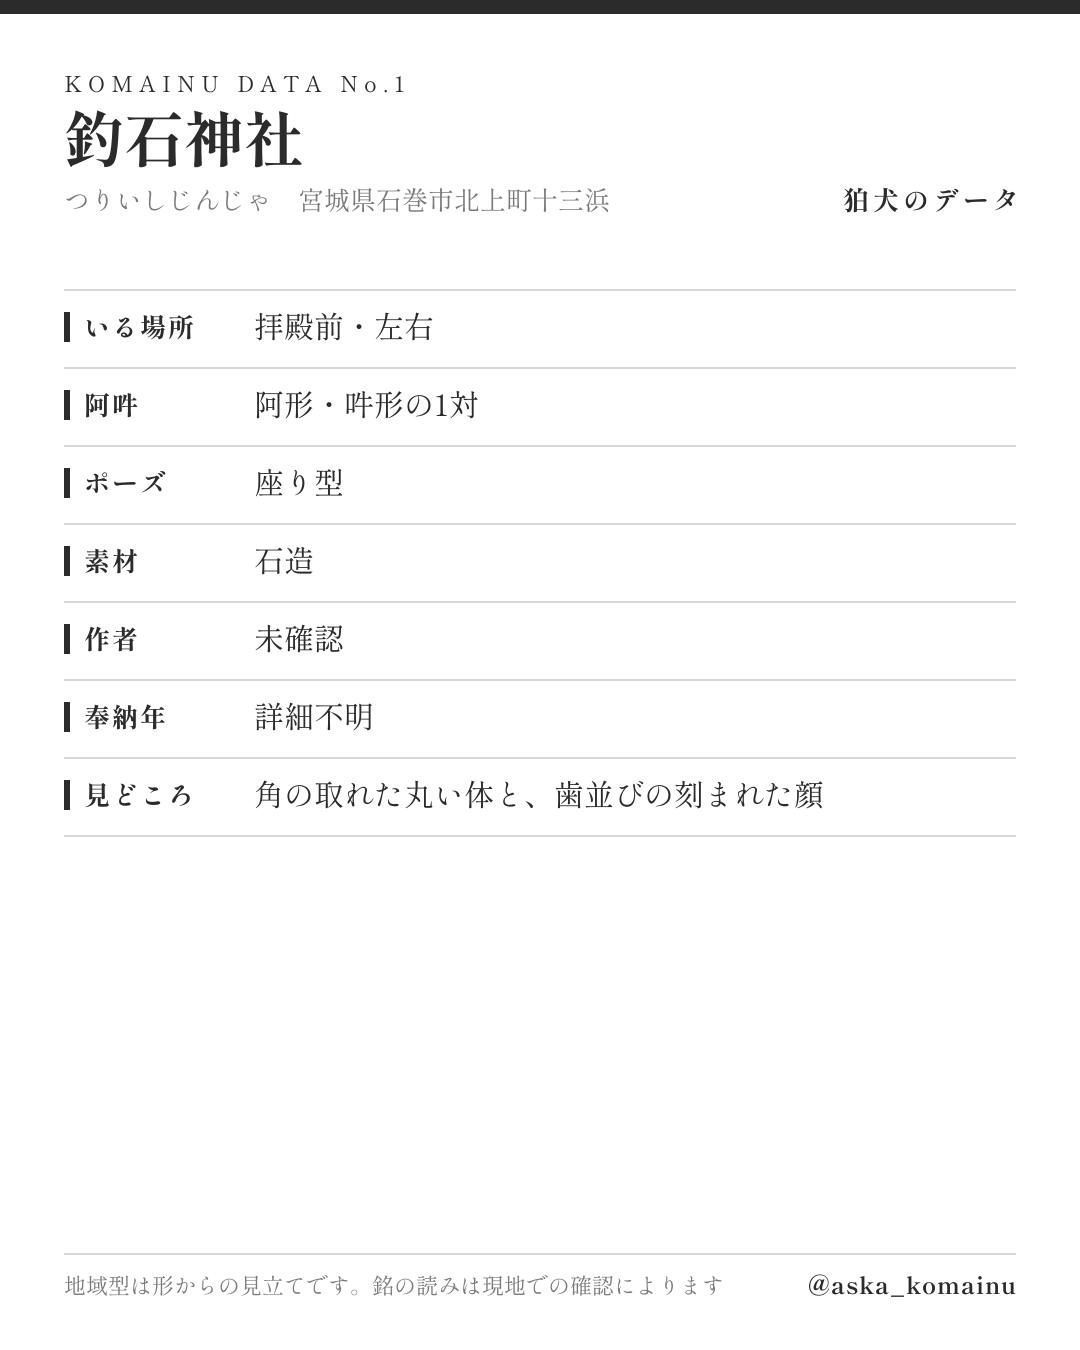 KOMAINU DATA No.1
釣石神社
つりいしじんじゃ　宮城県石巻市北上町十三浜
狛犬のデータ
いる場所　拝殿前・左右
阿吽　阿形・吽形の1対
ポーズ　座り型
素材　石造
作者　未確認
奉納年　詳細不明
見どころ　角の取れた丸い体と、歯並びの刻まれた顔
地域型は形からの見立てです。銘の読みは現地での確認によります
@aska_komainu